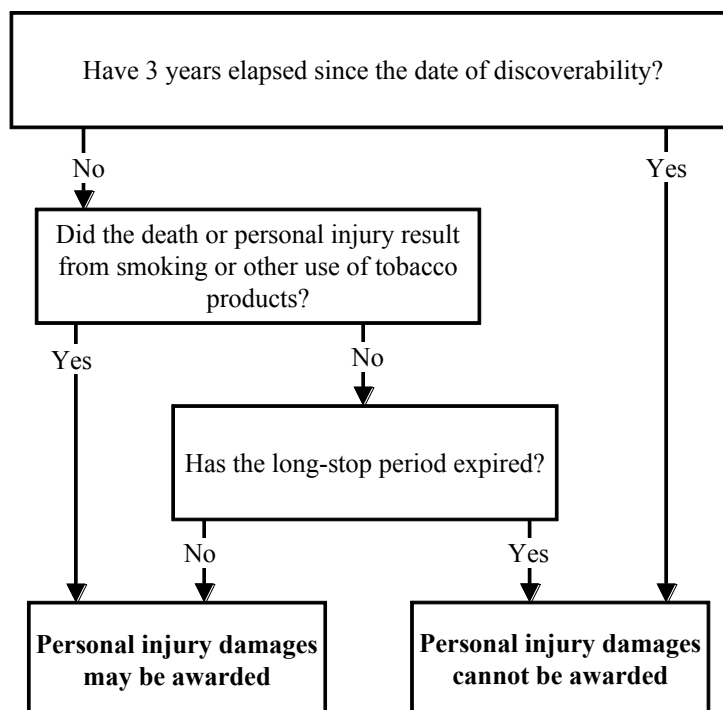 Have 3 years elapsed since the date of discoverability?
No
Yes
Did the death or personal injury result
from smoking or other use of tobacco
products?
Yes
No
Has the long-stop period expired?
No
Yes
Personal injury damages
may be awarded
Personal injury damages
cannot be awarded